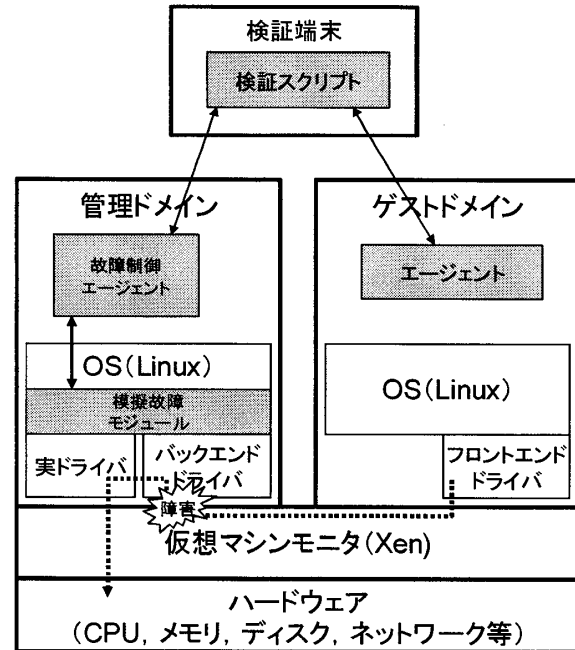 検証端末
検証スクリプト
管理ドメイン
故障制御
エージェント
OS(Linux)
模擬故障
モジュール
実ドライバ
バックエンド
ドライバ
ゲストドメイン
エージェント
OS(Linux)
フロントエンド
ドライバ
障害
仮想マシンモニタ(Xen)
ハードウェア
(CPU, メモリ, ディスク, ネットワーク等)